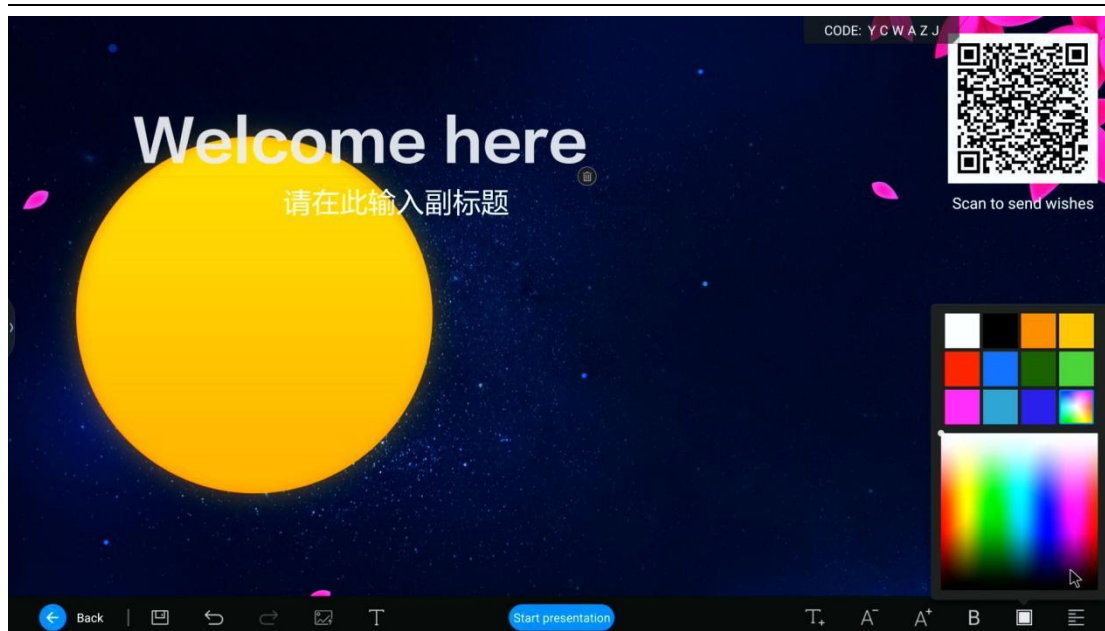 CODE: Y C W A Z J
Welcome here
请在此输入副标题
Scan to send wishes
Back
Start presentation
T+
A-
A+
B